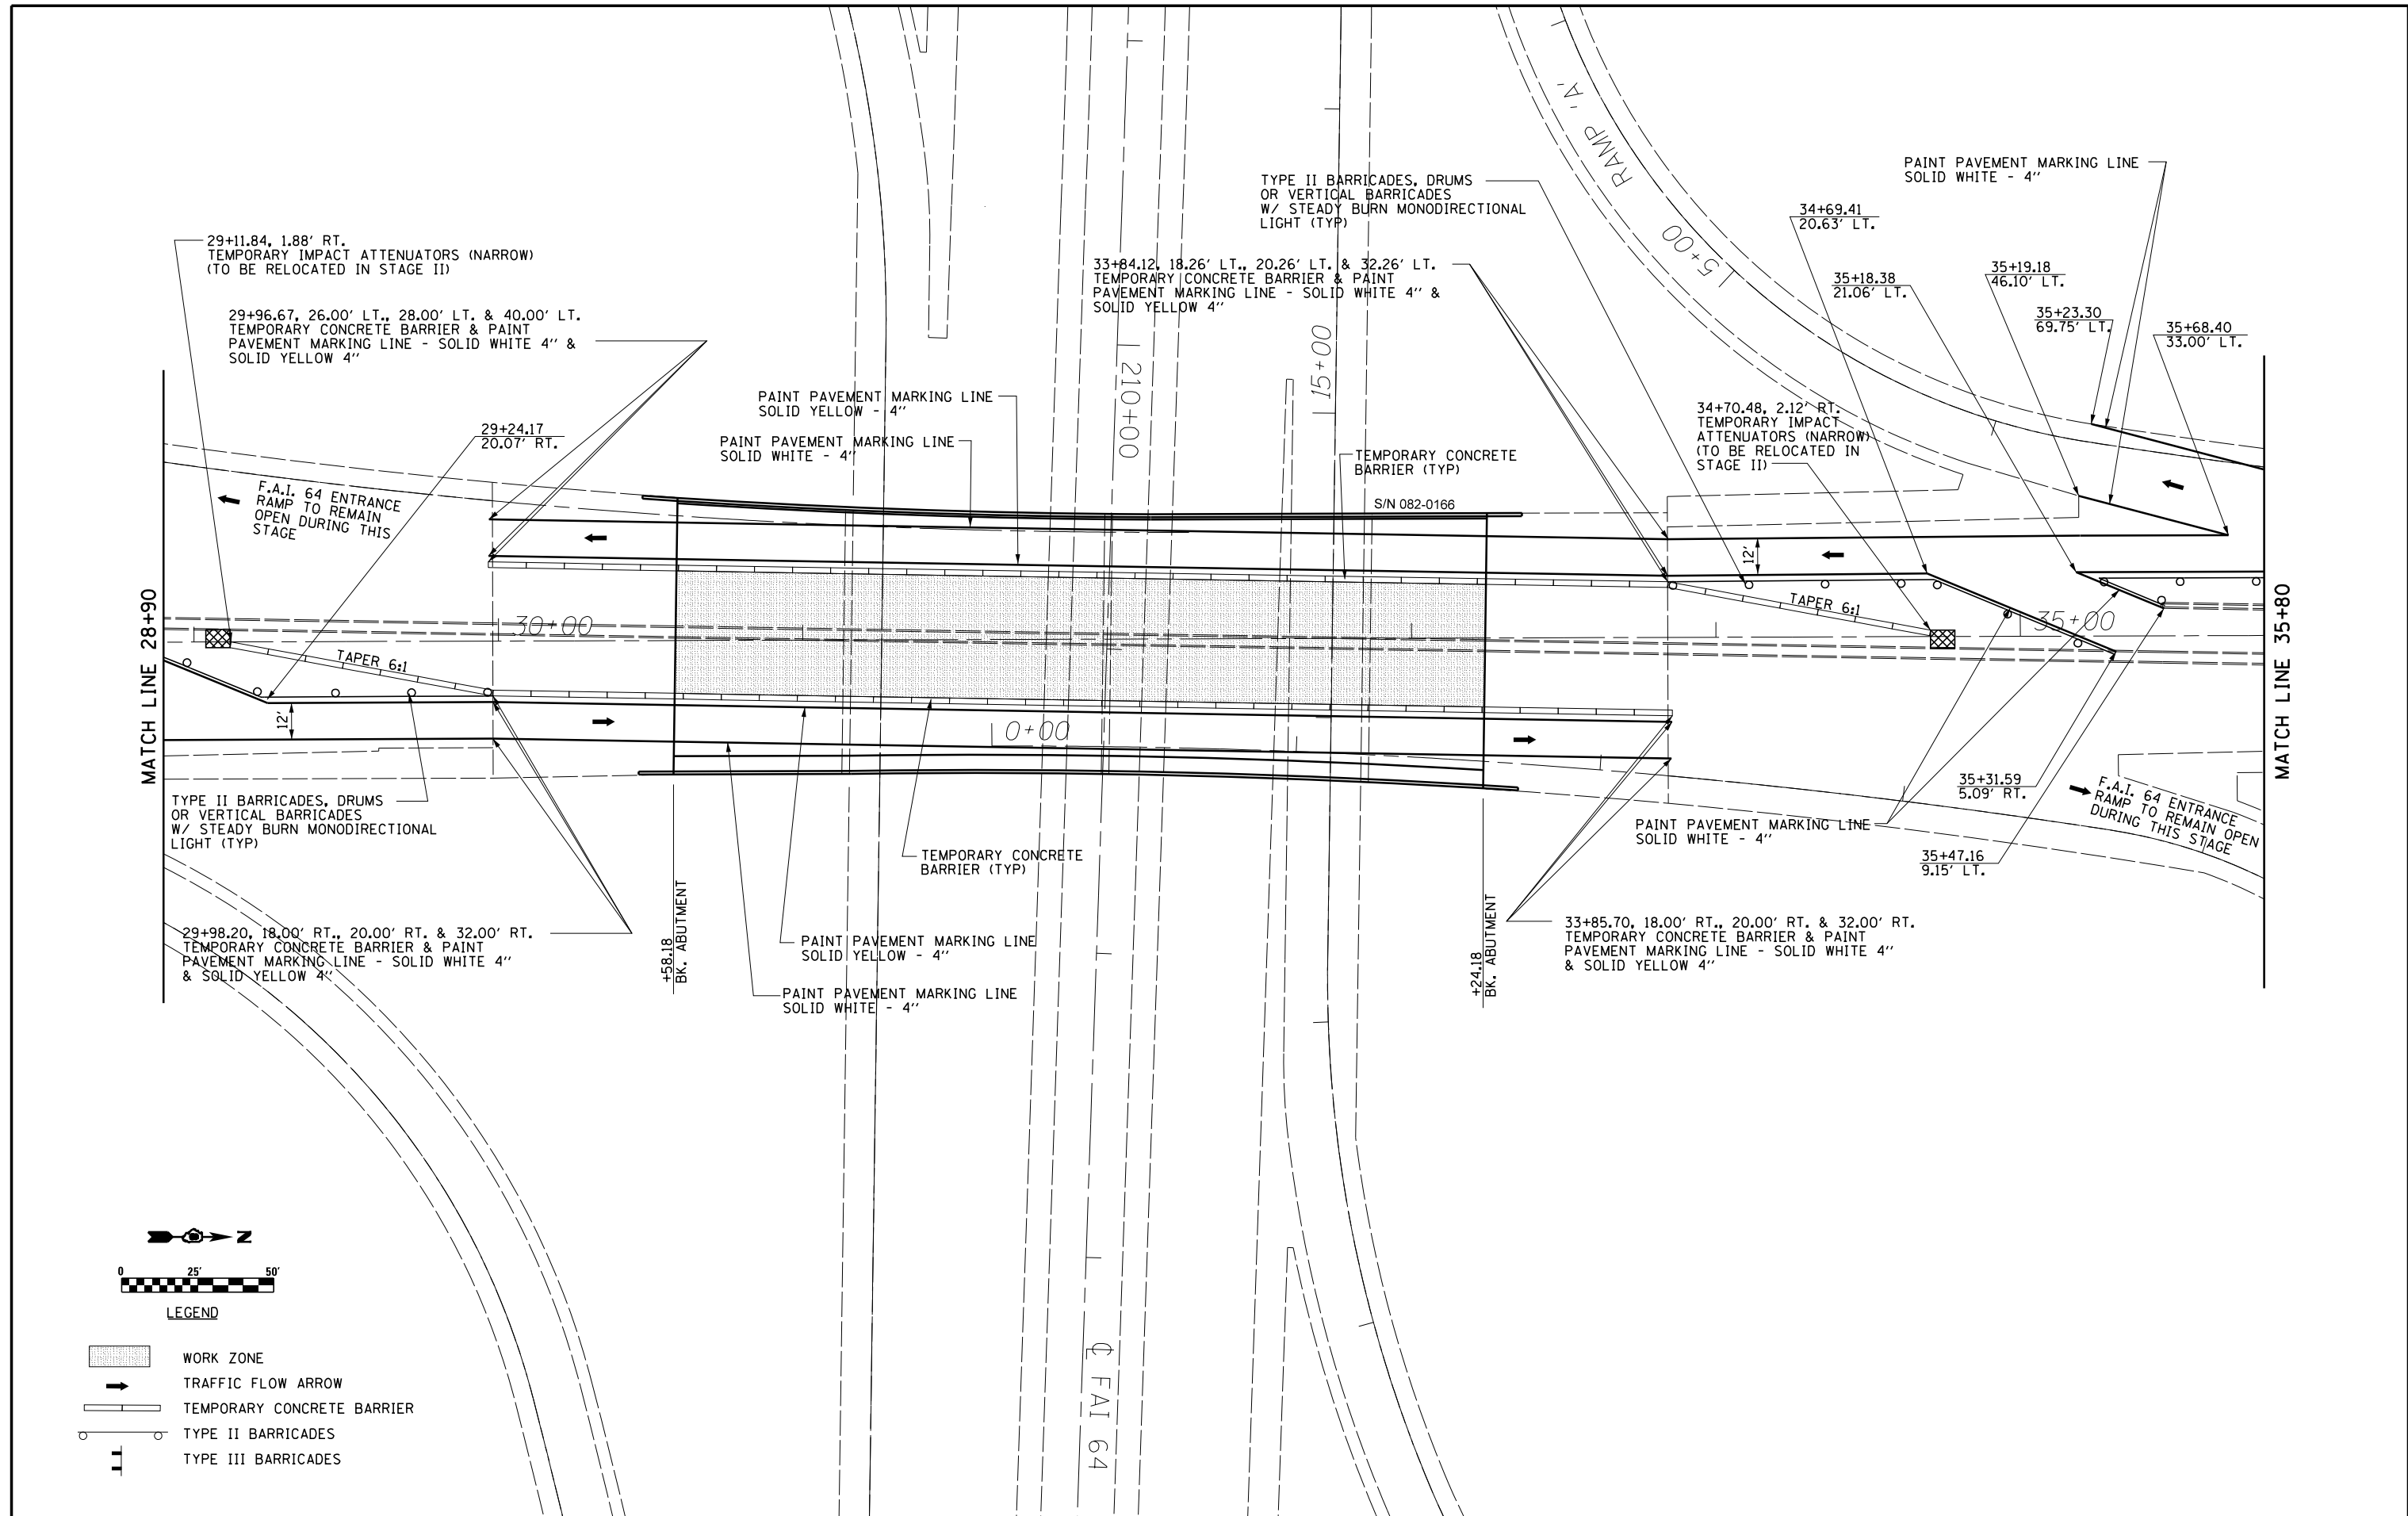 RAMP 'A'
5+00
PAINT PAVEMENT MARKING LINE
SOLID WHITE - 4"
TYPE II BARRICADES, DRUMS
OR VERTICAL BARRICADES
W/ STEADY BURN MONODIRECTIONAL
LIGHT (TYP)
34+69.41
20.63' LT.
29+11.84, 1.88' RT.
TEMPORARY IMPACT ATTENUATORS (NARROW)
(TO BE RELOCATED IN STAGE II)
33+84.12, 18.26' LT., 20.26' LT. & 32.26' LT.
TEMPORARY CONCRETE BARRIER & PAINT
PAVEMENT MARKING LINE - SOLID WHITE 4" &
SOLID YELLOW 4"
35+18.38
21.06' LT.
35+19.18
46.10' LT.
35+23.30
69.75' LT.
35+68.40
33.00' LT.
29+96.67, 26.00' LT., 28.00' LT. & 40.00' LT.
TEMPORARY CONCRETE BARRIER & PAINT
PAVEMENT MARKING LINE - SOLID WHITE 4" &
SOLID YELLOW 4"
210+00
15+00
PAINT PAVEMENT MARKING LINE
SOLID YELLOW - 4"
PAINT PAVEMENT MARKING LINE
SOLID WHITE - 4"
29+24.17
20.07' RT.
34+70.48, 2.12' RT.
TEMPORARY IMPACT
ATTENUATORS (NARROW)
(TO BE RELOCATED IN
STAGE II)
TEMPORARY CONCRETE
BARRIER (TYP)
F.A.I. 64 ENTRANCE
RAMP TO REMAIN
OPEN DURING THIS
STAGE
S/N 082-0166
12'
MATCH LINE 28+90
30+00
TAPER 6:1
TAPER 6:1
35+00
MATCH LINE 35+80
12'
0+00
TYPE II BARRICADES, DRUMS
OR VERTICAL BARRICADES
W/ STEADY BURN MONODIRECTIONAL
LIGHT (TYP)
35+31.59
5.09' RT.
F.A.I. 64 ENTRANCE
RAMP TO REMAIN OPEN
DURING THIS STAGE
PAINT PAVEMENT MARKING LINE
SOLID WHITE - 4"
TEMPORARY CONCRETE
BARRIER (TYP)
35+47.16
9.15' LT.
29+98.20, 18.00' RT., 20.00' RT. & 32.00' RT.
TEMPORARY CONCRETE BARRIER & PAINT
PAVEMENT MARKING LINE - SOLID WHITE 4"
& SOLID YELLOW 4"
+58.18
BK. ABUTMENT
PAINT PAVEMENT MARKING LINE
SOLID YELLOW - 4"
PAINT PAVEMENT MARKING LINE
SOLID WHITE - 4"
+24.18
BK. ABUTMENT
33+85.70, 18.00' RT., 20.00' RT. & 32.00' RT.
TEMPORARY CONCRETE BARRIER & PAINT
PAVEMENT MARKING LINE - SOLID WHITE 4"
& SOLID YELLOW 4"
N
0 25' 50'
LEGEND
WORK ZONE
TRAFFIC FLOW ARROW
TEMPORARY CONCRETE BARRIER
TYPE II BARRICADES
TYPE III BARRICADES
℄ FAI 64